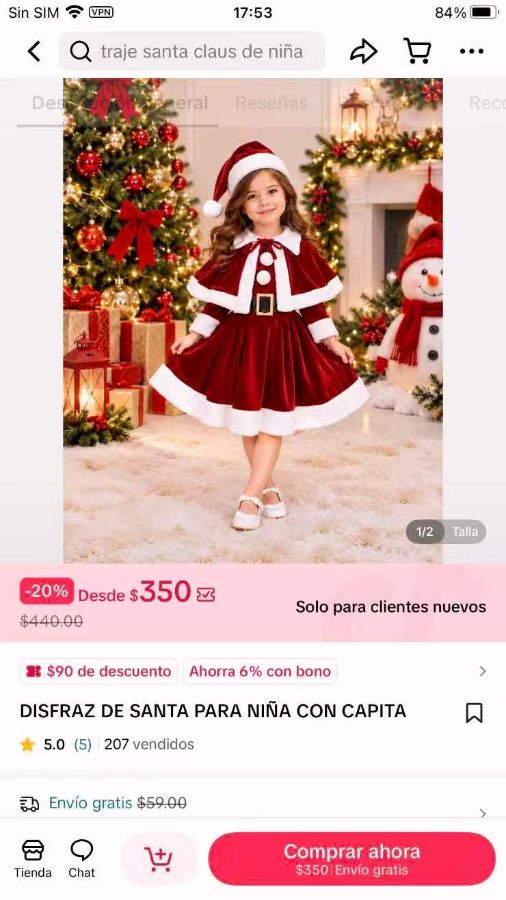 Sin SIM VPN 17:53 84%
traje santa claus de niña
Reseñas
1/2 Talla
-20% Desde $350
$440.00
Solo para clientes nuevos
$90 de descuento Ahorra 6% con bono
DISFRAZ DE SANTA PARA NIÑA CON CAPITA
5.0 (5) 207 vendidos
Envío gratis $59.00
Tienda Chat
Comprar ahora
$350 Envío gratis